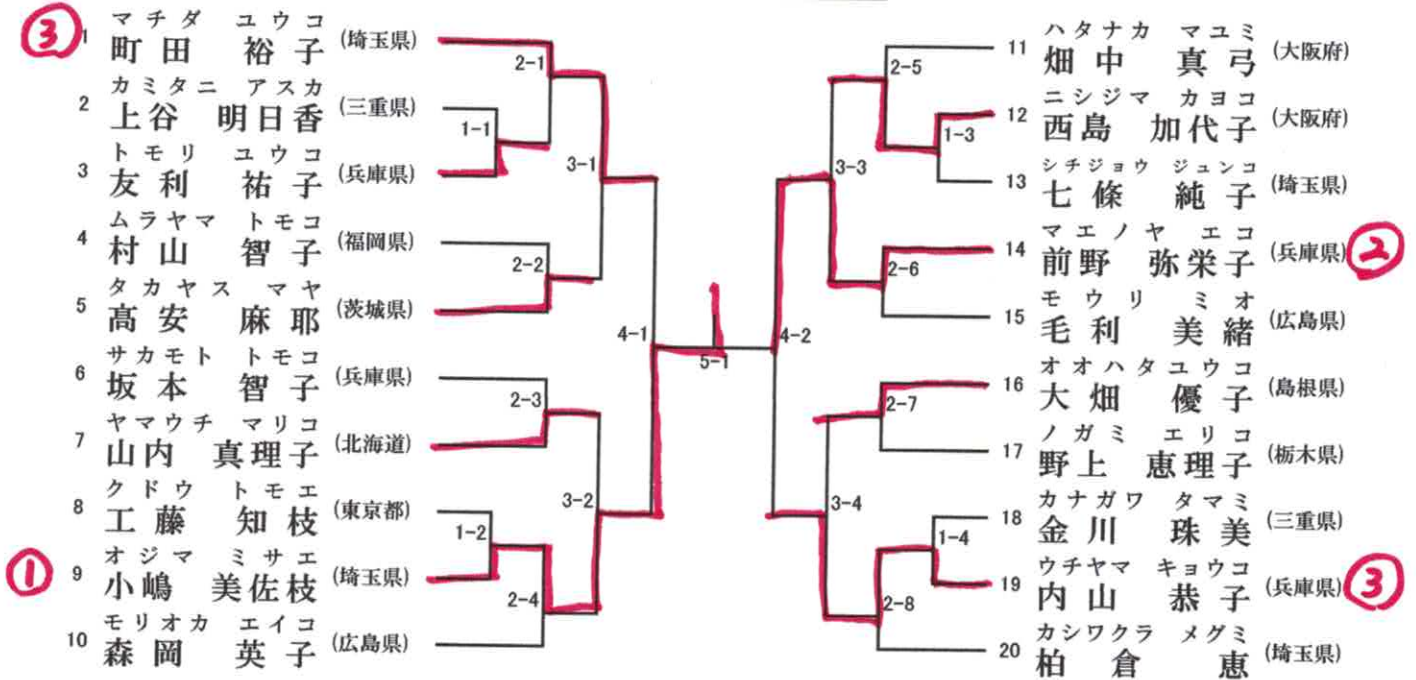 ③
マチダ ユウコ
1 町田 裕子 (埼玉県)
カミタニ アスカ
2 上谷 明日香 (三重県)
トモリ ユウコ
3 友利 祐子 (兵庫県)
ムラヤマ トモコ
4 村山 智子 (福岡県)
タカヤス マヤ
5 髙安 麻耶 (茨城県)
サカモト トモコ
6 坂本 智子 (兵庫県)
ヤマウチ マリコ
7 山内 真理子 (北海道)
クドウ トモエ
8 工藤 知枝 (東京都)
①
オジマ ミサエ
9 小嶋 美佐枝 (埼玉県)
モリオカ エイコ
10 森岡 英子 (広島県)
2-1
1-1
3-1
2-2
4-1
2-3
3-2
1-2
2-4
5-1
2-5
1-3
3-3
2-6
4-2
2-7
3-4
1-4
2-8
ハタナカ マユミ
11 畑中 真弓 (大阪府)
ニシジマ カヨコ
12 西島 加代子 (大阪府)
シチジョウ ジュンコ
13 七條 純子 (埼玉県)
マエノヤ エコ
14 前野 弥栄子 (兵庫県) ②
モウリ ミオ
15 毛利 美緒 (広島県)
オオハタユウコ
16 大畑 優子 (島根県)
ノガミ エリコ
17 野上 恵理子 (栃木県)
カナガワ タマミ
18 金川 珠美 (三重県)
ウチヤマ キョウコ
19 内山 恭子 (兵庫県) ③
カシワクラ メグミ
20 柏倉 恵 (埼玉県)